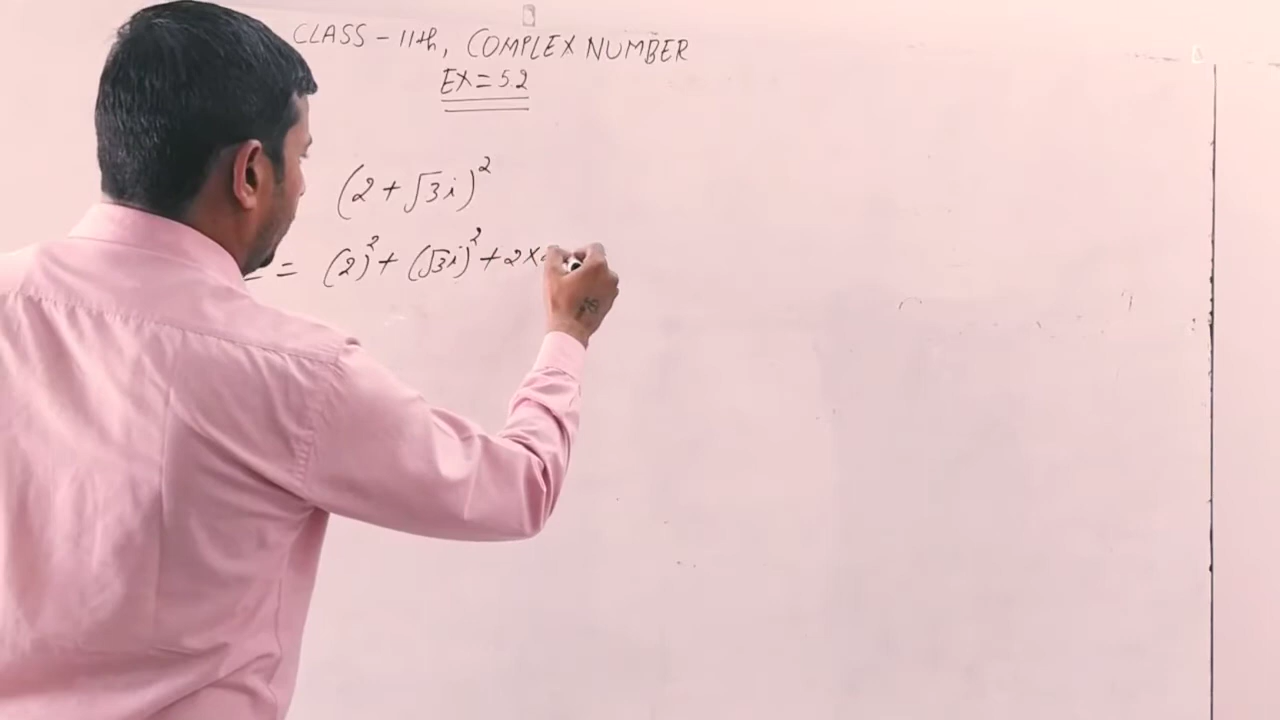 CLASS - 11th, COMPLEX NUMBER
EX = 5.2
(2 + √3i)²
= (2)² + (√3i)² + 2×